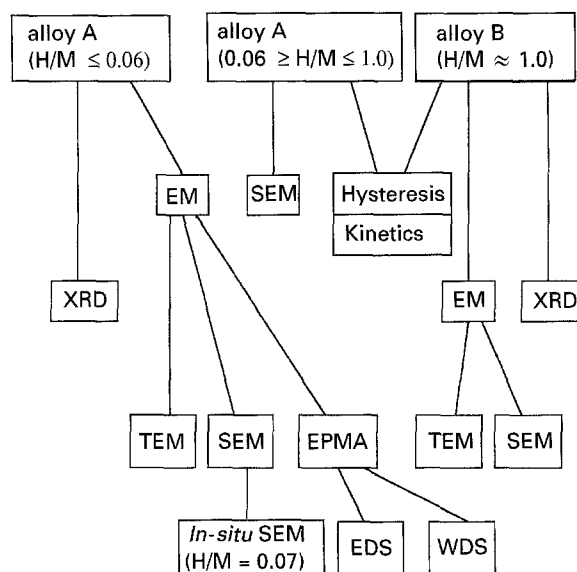 alloy A
(H/M ≤ 0.06)
alloy A
(0.06 ≥ H/M ≤ 1.0)
alloy B
(H/M ≈ 1.0)
EM
SEM
Hysteresis
Kinetics
XRD
EM
XRD
TEM
SEM
EPMA
TEM
SEM
In-situ SEM
(H/M = 0.07)
EDS
WDS